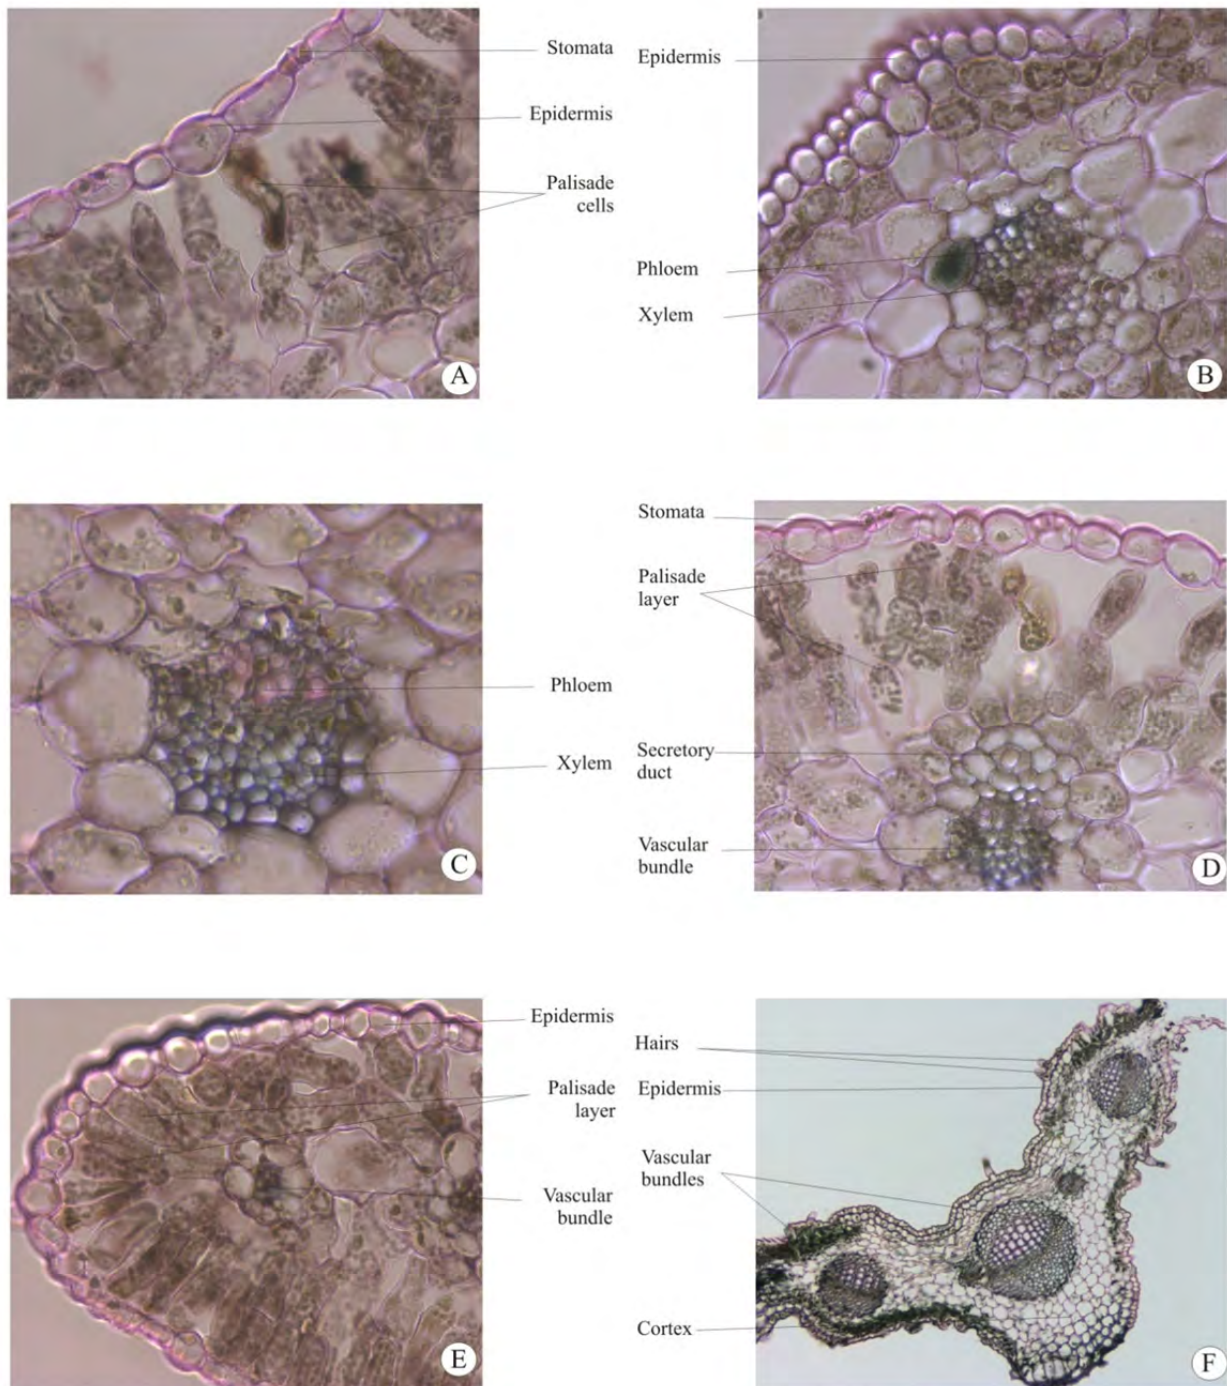 Stomata
Epidermis
Palisade
cells
A
Epidermis
Phloem
Xylem
B
Phloem
Xylem
C
Stomata
Palisade
layer
Secretory
duct
Vascular
bundle
D
Epidermis
Palisade
layer
Vascular
bundle
E
Hairs
Epidermis
Vascular
bundles
Cortex
F